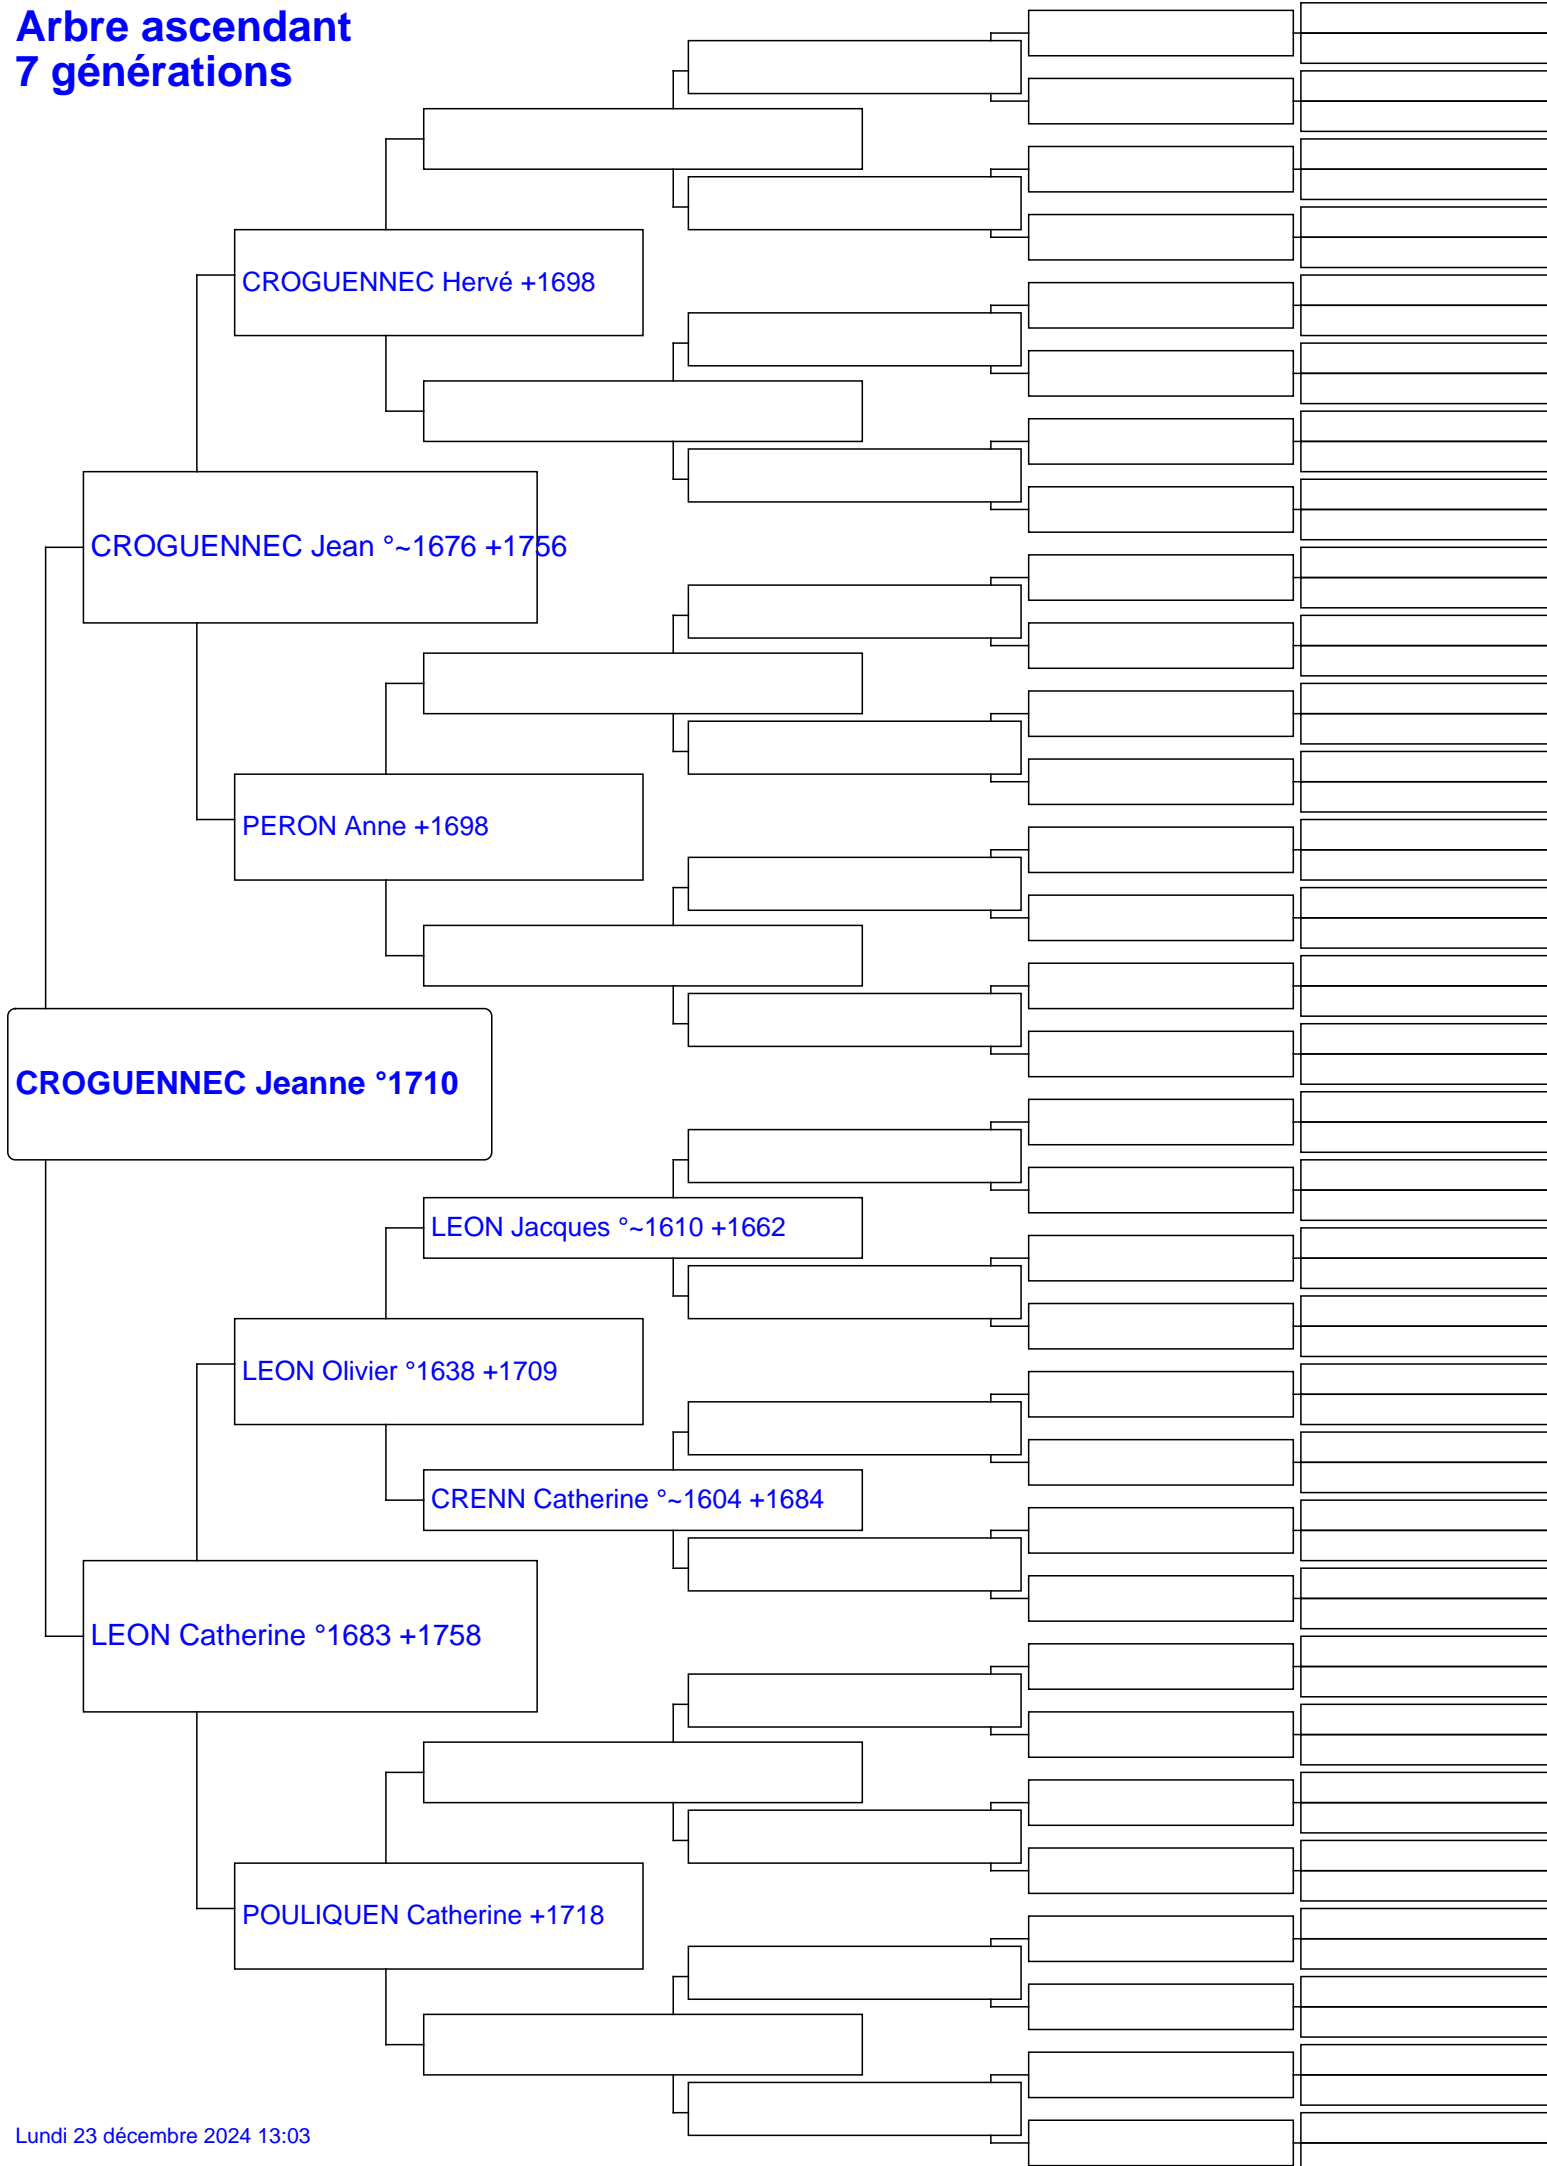 Arbre ascendant
7 générations
CROGUENNEC Hervé +1698
CROGUENNEC Jean °~1676 +1756
PERON Anne +1698
CROGUENNEC Jeanne °1710
LEON Jacques °~1610 +1662
LEON Olivier °1638 +1709
CRENN Catherine °~1604 +1684
LEON Catherine °1683 +1758
POULIQUEN Catherine +1718
Lundi 23 décembre 2024 13:03